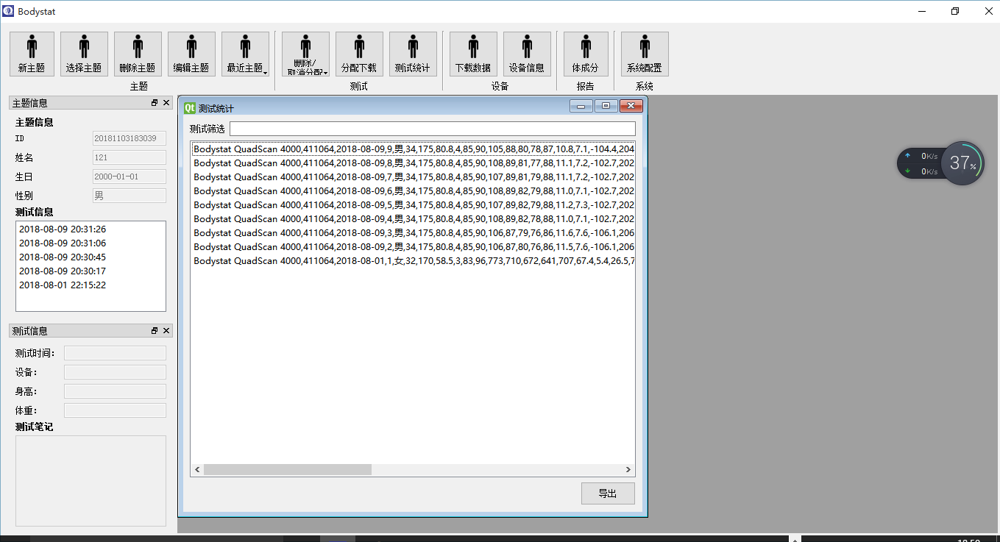 Bodystat
新主题
选择主题
删除主题
编辑主题
最近主题
删除/
取消分配
分配下载
测试统计
下载数据
设备信息
体成分
系统配置
主题
测试
设备
报告
系统
主题信息
主题信息
ID 20181103183039
姓名 121
生日 2000-01-01
性别 男
测试信息
2018-08-09 20:31:26
2018-08-09 20:31:06
2018-08-09 20:30:45
2018-08-09 20:30:17
2018-08-01 22:15:22
测试信息
测试时间：
设备：
身高：
体重：
测试笔记
Qt 测试统计
测试筛选
Bodystat QuadScan 4000,411064,2018-08-09,9,男,34,175,80.8,4,85,90,105,88,80,78,87,10.8,7.1,-104.4,204
Bodystat QuadScan 4000,411064,2018-08-09,8,男,34,175,80.8,4,85,90,108,89,81,77,88,11.1,7.2,-102.7,202
Bodystat QuadScan 4000,411064,2018-08-09,7,男,34,175,80.8,4,85,90,107,89,81,79,88,11.1,7.2,-102.7,202
Bodystat QuadScan 4000,411064,2018-08-09,6,男,34,175,80.8,4,85,90,108,89,82,79,88,11.0,7.1,-102.7,202
Bodystat QuadScan 4000,411064,2018-08-09,5,男,34,175,80.8,4,85,90,107,89,82,79,88,11.2,7.3,-102.7,202
Bodystat QuadScan 4000,411064,2018-08-09,4,男,34,175,80.8,4,85,90,108,89,82,78,88,11.0,7.1,-102.7,202
Bodystat QuadScan 4000,411064,2018-08-09,3,男,34,175,80.8,4,85,90,106,87,79,76,86,11.6,7.6,-106.1,206
Bodystat QuadScan 4000,411064,2018-08-09,2,男,34,175,80.8,4,85,90,106,87,80,76,86,11.5,7.6,-106.1,206
Bodystat QuadScan 4000,411064,2018-08-01,1,女,32,170,58.5,3,83,96,773,710,672,641,707,67.4,5.4,26.5,7
导出
0K/s
0K/s
37%